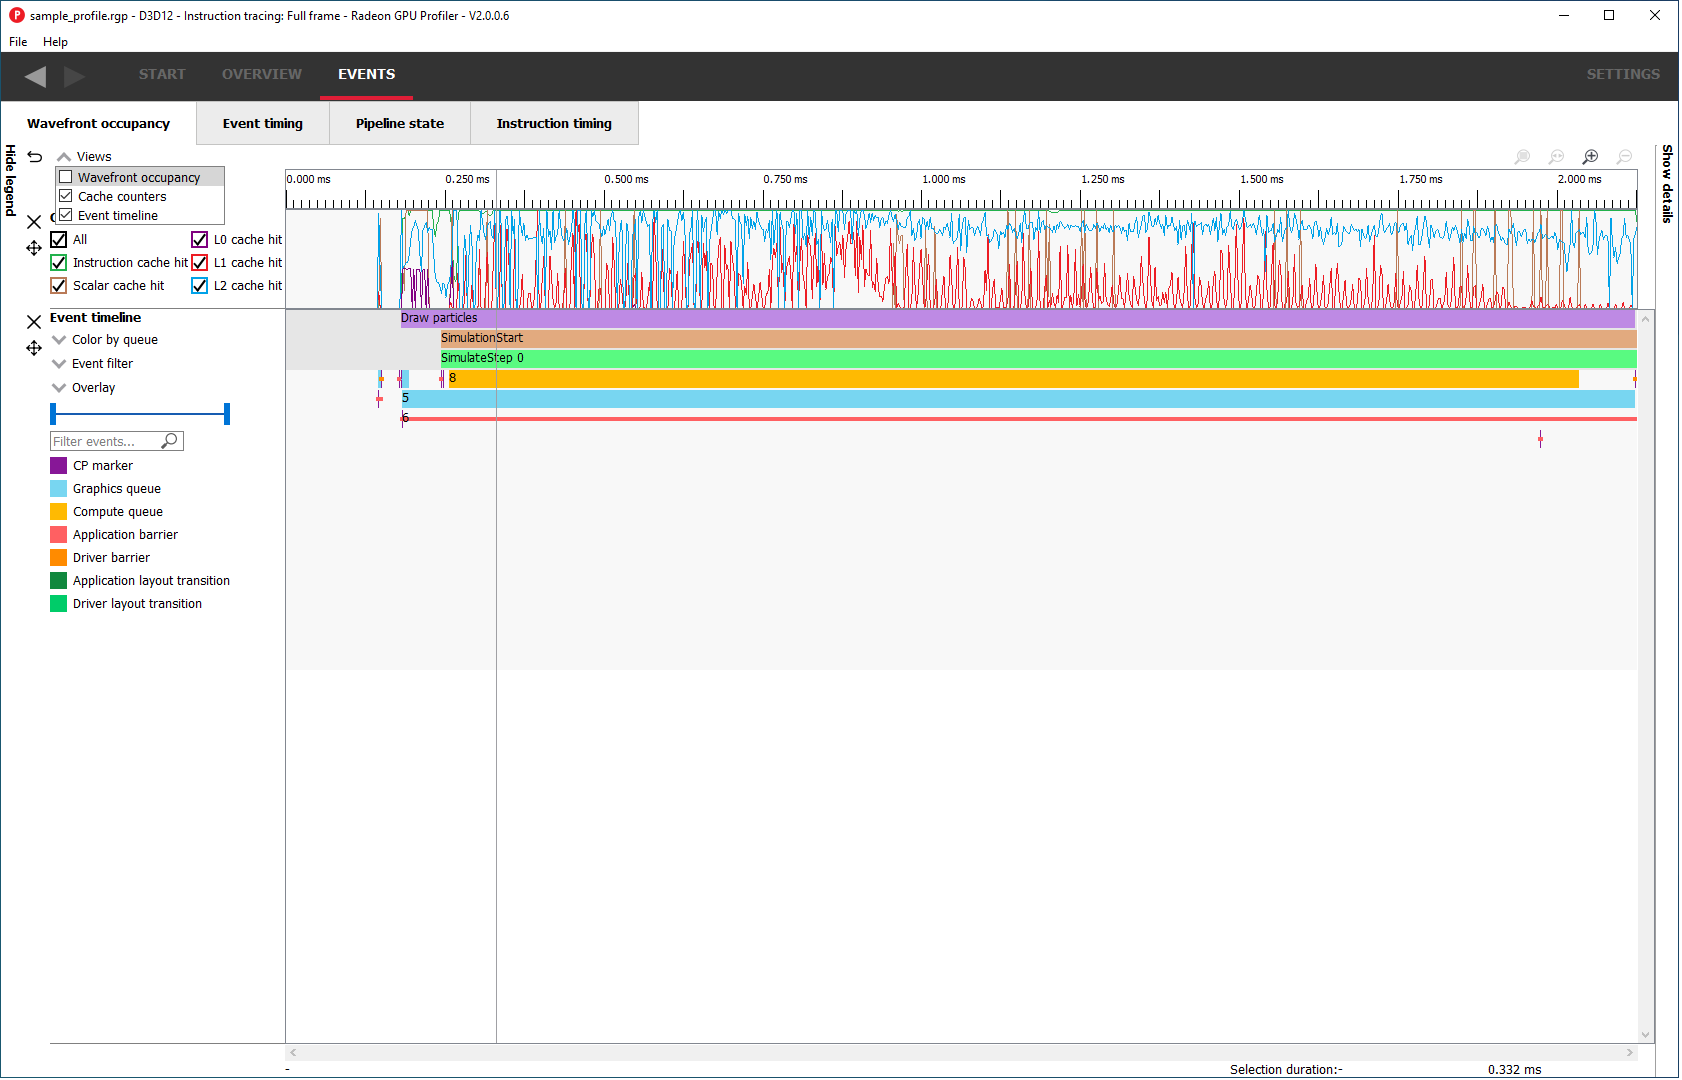 sample_profile.rgp - D3D12 - Instruction tracing: Full frame - Radeon GPU Profiler - V2.0.0.6
File Help
START OVERVIEW EVENTS SETTINGS
Wavefront occupancy Event timing Pipeline state Instruction timing
Hide legend
Views
Wavefront occupancy
Cache counters
Event timeline
All L0 cache hit
Instruction cache hit L1 cache hit
Scalar cache hit L2 cache hit
0.000 ms 0.250 ms 0.500 ms 0.750 ms 1.000 ms 1.250 ms 1.500 ms 1.750 ms 2.000 ms
Show details
Event timeline
Color by queue
Event filter
Overlay
Filter events...
CP marker
Graphics queue
Compute queue
Application barrier
Driver barrier
Application layout transition
Driver layout transition
Draw particles
SimulationStart
SimulateStep 0
8
5
6
-
Selection duration:- 0.332 ms